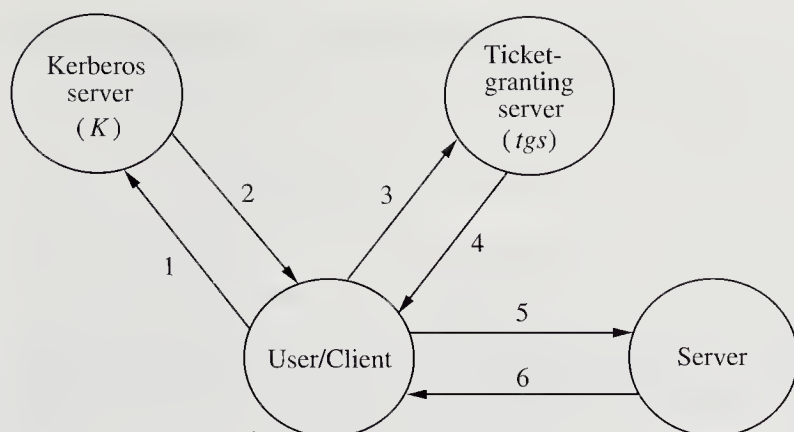 Kerberos
server
(K)
Ticket-
granting
server
(tgs)
2
3
1
4
5
User/Client
Server
6